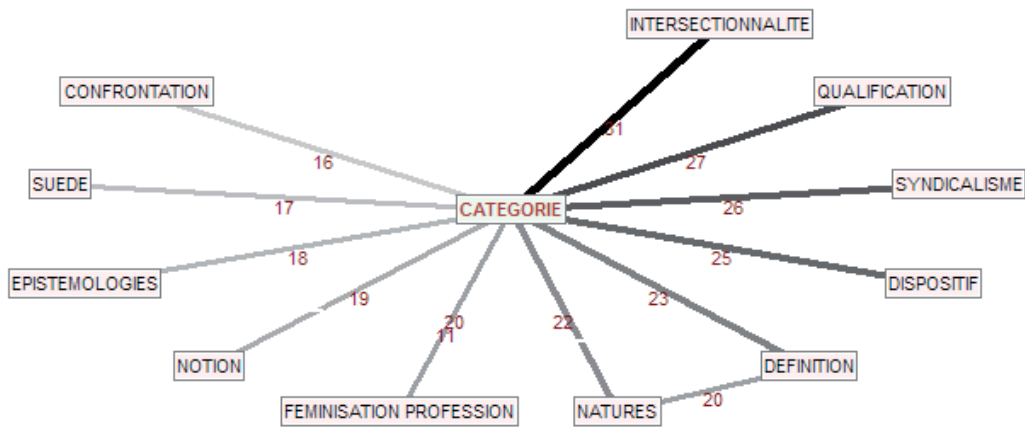 INTERSECTIONNALITE
CONFRONTATION
QUALIFICATION
31
16
27
SUEDE
SYNDICALISME
17
CATEGORIE
26
18
25
EPISTEMOLOGIES
DISPOSITIF
19
23
20
22
11
NOTION
DEFINITION
20
FEMINISATION PROFESSION
NATURES